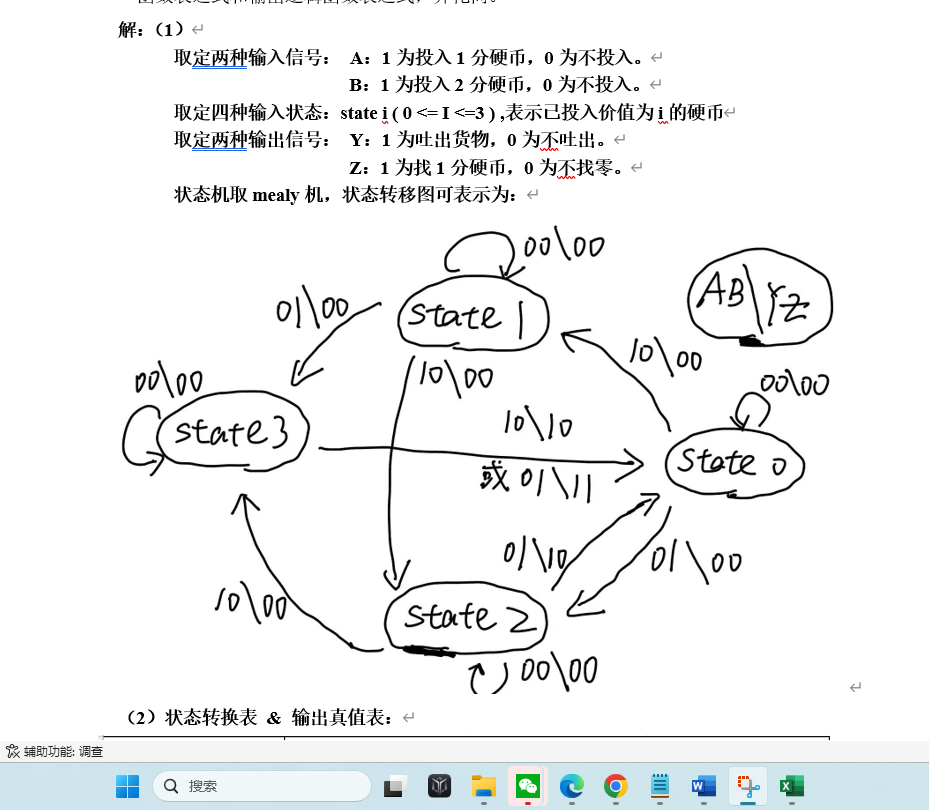 解：（1）
取定两种输入信号： A：1 为投入 1 分硬币，0 为不投入。
B：1 为投入 2 分硬币，0 为不投入。
取定四种输入状态：state i ( 0 <= I <=3 ) ,表示已投入价值为 i 的硬币
取定两种输出信号： Y：1 为吐出货物，0 为不吐出。
Z：1 为找 1 分硬币，0 为不找零。
状态机取 mealy 机，状态转移图可表示为：
00\00
AB\YZ
01\00
state 1
10\00
00\00
10\00
00\00
state 3
10\10
state 0
或 01\11
01\10
01\00
10\00
state 2
00\00
（2）状态转换表 & 输出真值表：
辅助功能: 调查
搜索